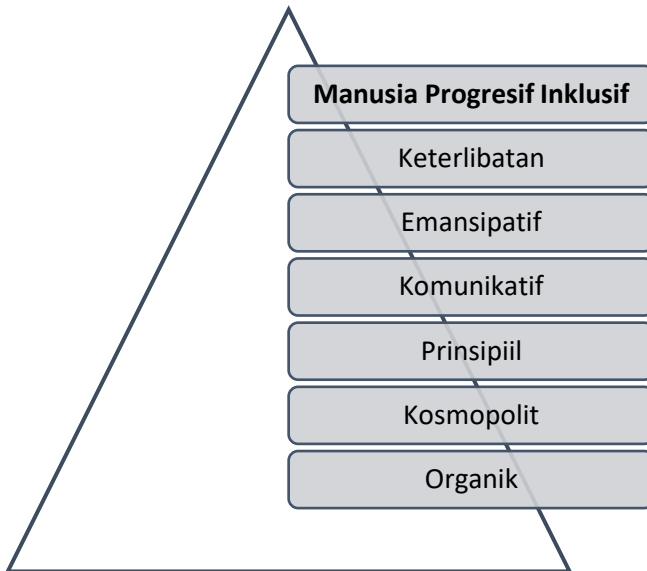 Manusia Progresif Inklusif
Keterlibatan
Emansipatif
Komunikatif
Prinsipiil
Kosmopolit
Organik